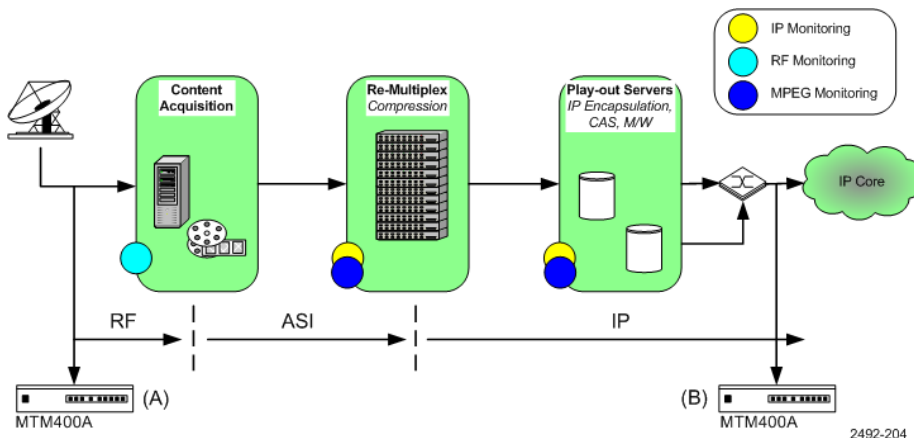 IP Monitoring
RF Monitoring
MPEG Monitoring
Content
Acquisition
Re-Multiplex
Compression
Play-out Servers
IP Encapsulation,
CAS, M/W
IP Core
RF
ASI
IP
(A)
MTM400A
(B)
MTM400A
2492-204